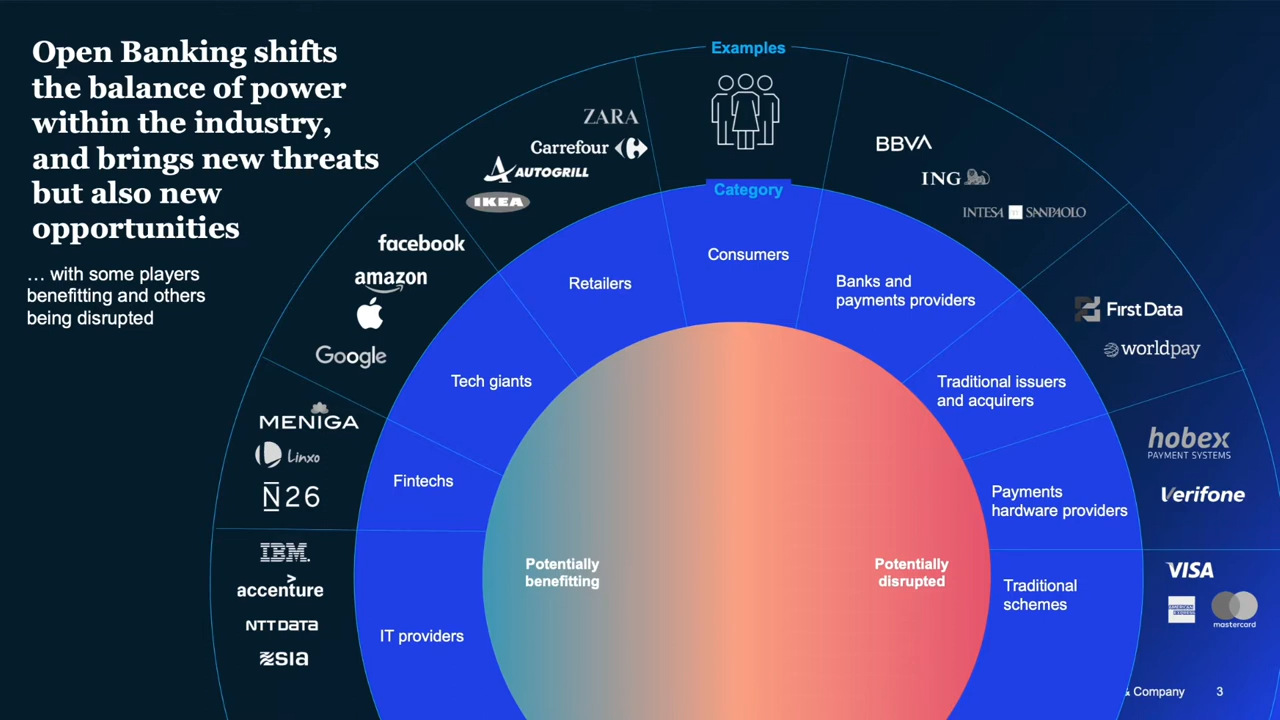 Open Banking shifts
the balance of power
within the industry,
and brings new threats
but also new
opportunities
… with some players
benefitting and others
being disrupted
Examples
Category
Consumers
ZARA
Carrefour
AUTOGRILL
IKEA
Retailers
facebook
amazon
Google
Tech giants
MENIGA
Linxo
N26
Fintechs
IBM
accenture
NTT DATA
SIA
IT providers
BBVA
ING
INTESA SANPAOLO
Banks and
payments providers
First Data
worldpay
Traditional issuers
and acquirers
hobex
PAYMENT SYSTEMS
Verifone
Payments
hardware providers
VISA
AMERICAN EXPRESS
mastercard
Traditional
schemes
Potentially
benefitting
Potentially
disrupted
& Company 3